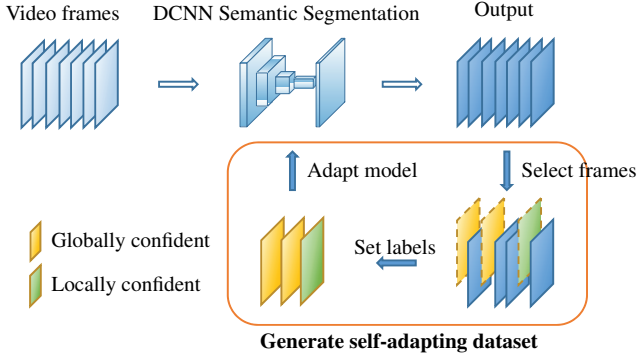 Video frames
DCNN Semantic Segmentation
Output
Adapt model
Select frames
Globally confident
Set labels
Locally confident
Generate self-adapting dataset